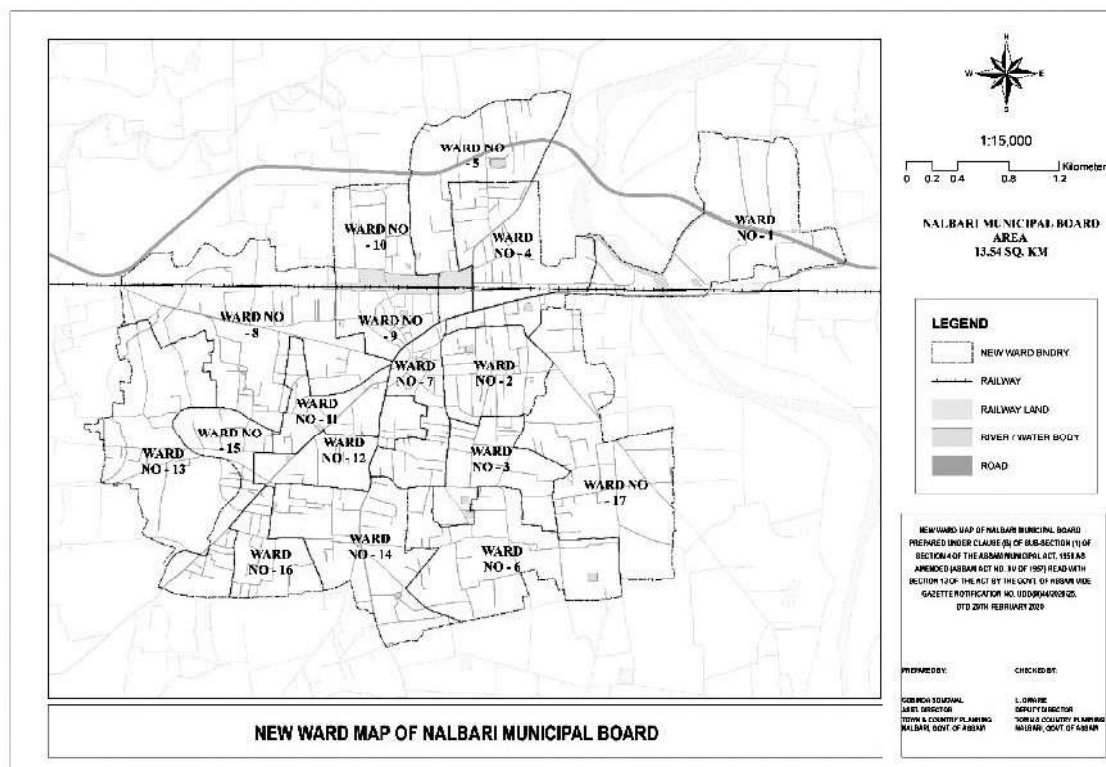 WARD NO
- 5
WARD
NO - 1
WARD NO
- 10
WARD
NO - 4
WARD NO
- 8
WARD NO
- 9
WARD
NO - 7
WARD
NO - 2
WARD
NO - 11
WARD NO
- 15
WARD
NO - 12
WARD
NO - 13
WARD
NO - 3
WARD NO
- 17
WARD
NO - 14
WARD
NO - 16
WARD
NO - 6
NEW WARD MAP OF NALBARI MUNICIPAL BOARD
N
W
E
S
1:15,000
Kilometer
0 0.2 0.4 0.8 1.2
NALBARI MUNICIPAL BOARD
AREA
13.54 SQ. KM
LEGEND
NEW WARD BNDRY
RAILWAY
RAILWAY LAND
RIVER / WATER BODY
ROAD
NEW WARD MAP OF NALBARI MUNICIPAL BOARD
PREPARED UNDER CLAUSE OF SUB-SECTION (1) OF
SECTION 4 OF THE ASSAM MUNICIPAL ACT, AS
AMENDED (ASSAM ACT NO. OF 1957) READ WITH
SECTION 13 OF THE ACT BY THE GOVT. OF ASSAM VIDE
GAZETTE NOTIFICATION NO.
DTD FEBRUARY 2020
PREPARED BY:
CHECKED BY:
ASST. DIRECTOR
TOWN & COUNTRY PLANNING
NALBARI, GOVT. OF ASSAM
DEPUTY DIRECTOR
TOWN & COUNTRY PLANNING
NALBARI, GOVT. OF ASSAM